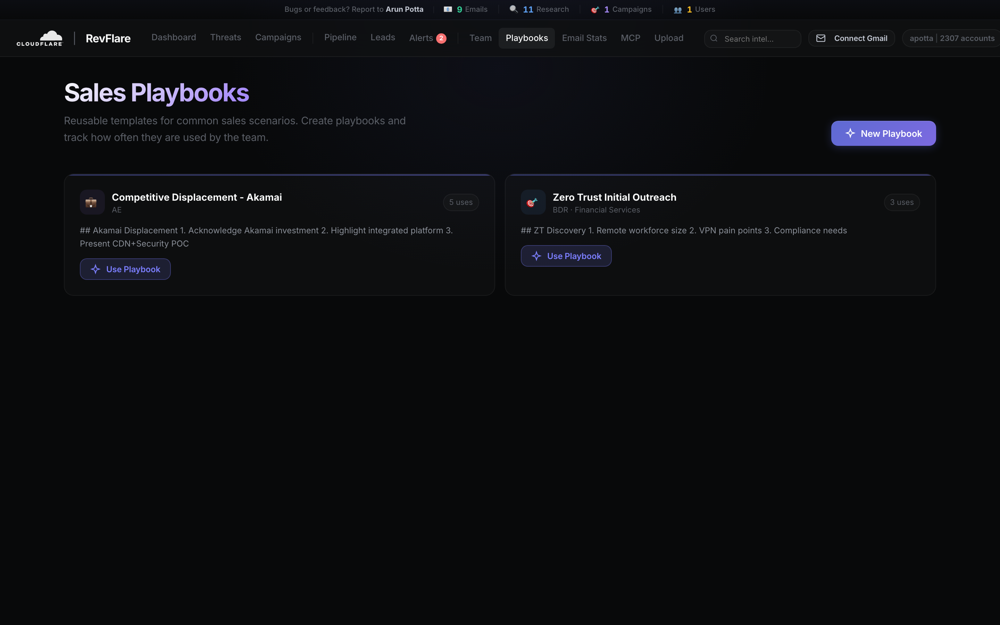 Bugs or feedback? Report to Arun Potta | 9 Emails | 11 Research | 1 Campaigns | 1 Users
CLOUDFLARE | RevFlare Dashboard Threats Campaigns Pipeline Leads Alerts 2 Team Playbooks Email Stats MCP Upload Search intel... Connect Gmail apotta | 2307 accounts
Sales Playbooks
Reusable templates for common sales scenarios. Create playbooks and
track how often they are used by the team.
New Playbook
Competitive Displacement - Akamai
AE
5 uses
## Akamai Displacement 1. Acknowledge Akamai investment 2. Highlight integrated platform 3.
Present CDN+Security POC
Use Playbook
Zero Trust Initial Outreach
BDR · Financial Services
3 uses
## ZT Discovery 1. Remote workforce size 2. VPN pain points 3. Compliance needs
Use Playbook